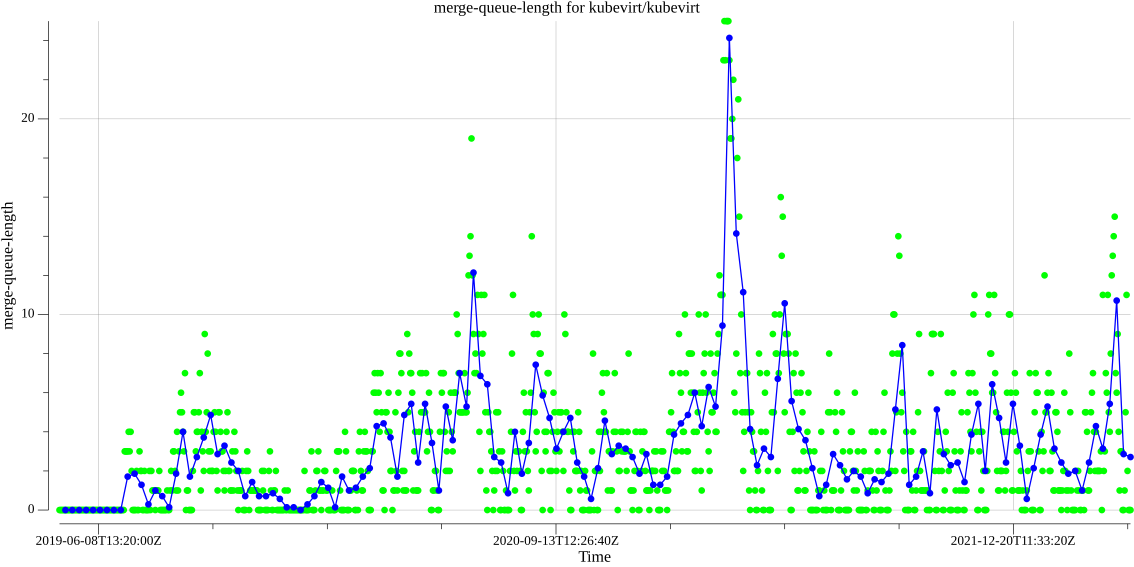 merge-queue-length for kubevirt/kubevirt
merge-queue-length
20
10
0
2019-06-08T13:20:00Z
2020-09-13T12:26:40Z
2021-12-20T11:33:20Z
Time